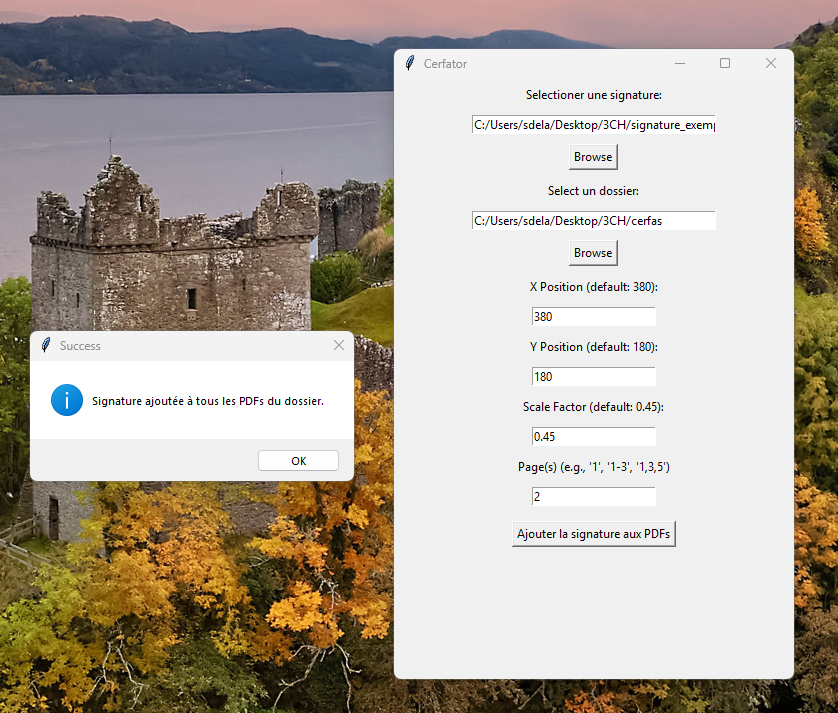 Cerfator
Selectioner une signature:
C:/Users/sdela/Desktop/3CH/signature_exemp
Browse
Select un dossier:
C:/Users/sdela/Desktop/3CH/cerfas
Browse
X Position (default: 380):
380
Y Position (default: 180):
180
Scale Factor (default: 0.45):
0.45
Page(s) (e.g., '1', '1-3', '1,3,5')
2
Ajouter la signature aux PDFs
Success
Signature ajoutée à tous les PDFs du dossier.
OK